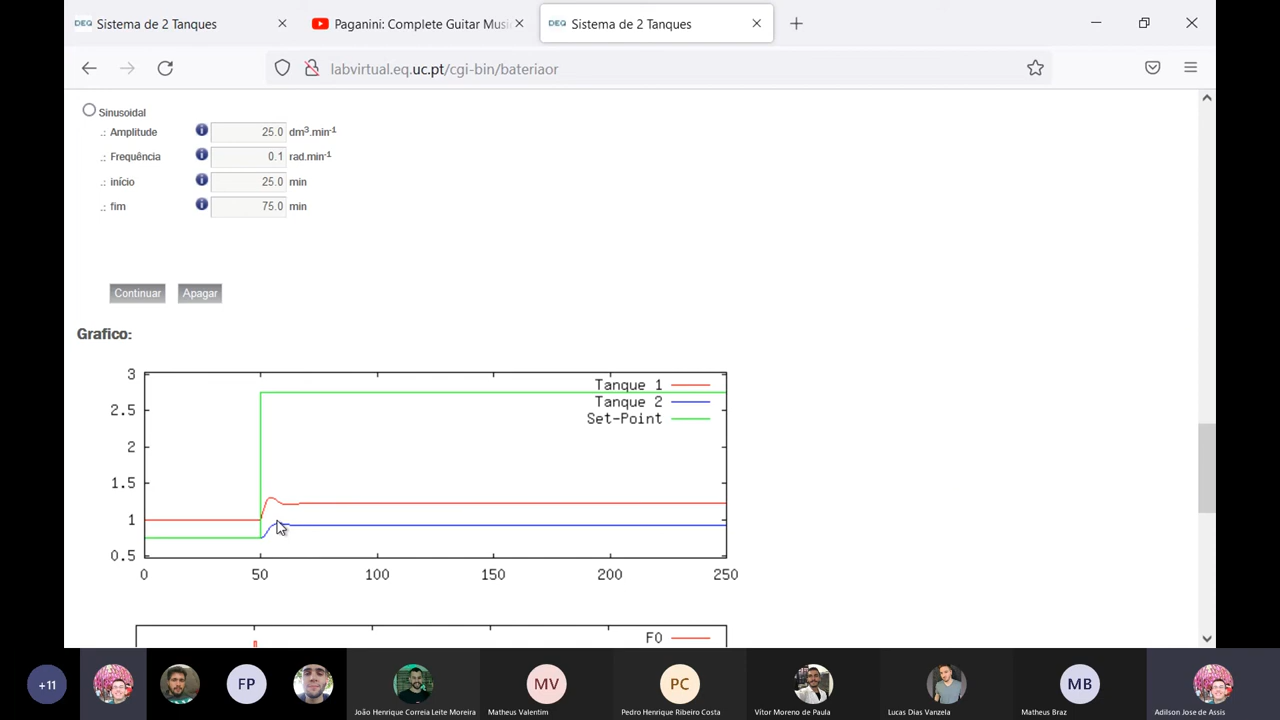 DEQ Sistema de 2 Tanques
Paganini: Complete Guitar Musi
DEQ Sistema de 2 Tanques
labvirtual.eq.uc.pt/cgi-bin/bateriaor
Sinusoidal
.: Amplitude 25.0 dm³.min⁻¹
.: Frequência 0.1 rad.min⁻¹
.: início 25.0 min
.: fim 75.0 min
Continuar Apagar
Grafico:
3
2.5
2
1.5
1
0.5
Tanque 1
Tanque 2
Set-Point
0 50 100 150 200 250
F0
+11
FP
MV
PC
MB
João Henrique Correia Leite Moreira
Matheus Valentim
Pedro Henrique Ribeiro Costa
Vítor Moreno de Paula
Lucas Dias Vanzela
Matheus Braz
Adilson Jose de Assis